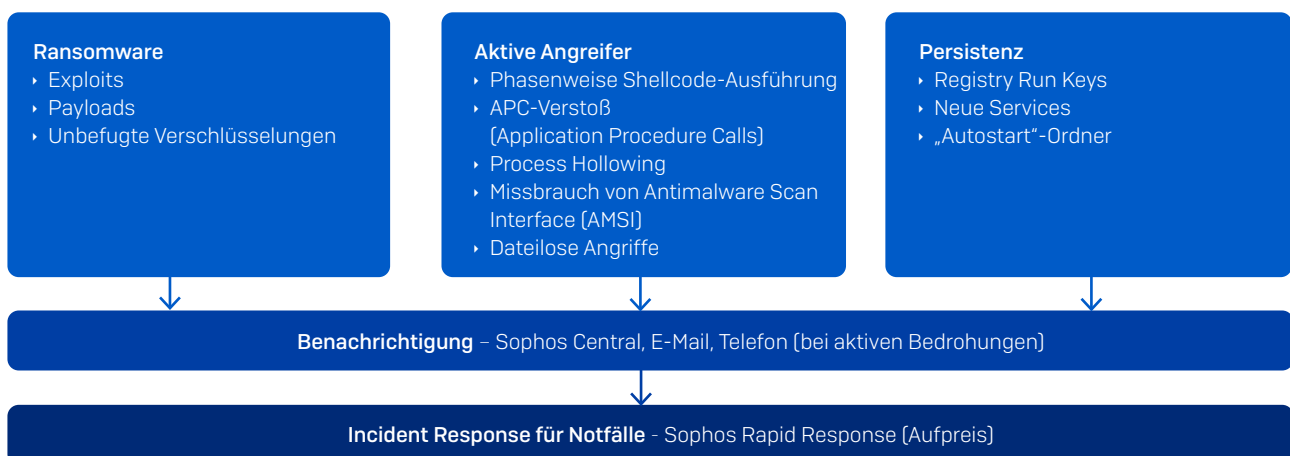 Ransomware
‣ Exploits
‣ Payloads
‣ Unbefugte Verschlüsselungen
Aktive Angreifer
‣ Phasenweise Shellcode-Ausführung
‣ APC-Verstoß
(Application Procedure Calls)
‣ Process Hollowing
‣ Missbrauch von Antimalware Scan
Interface (AMSI)
‣ Dateilose Angriffe
Persistenz
‣ Registry Run Keys
‣ Neue Services
‣ „Autostart“-Ordner
Benachrichtigung – Sophos Central, E-Mail, Telefon (bei aktiven Bedrohungen)
Incident Response für Notfälle - Sophos Rapid Response (Aufpreis)